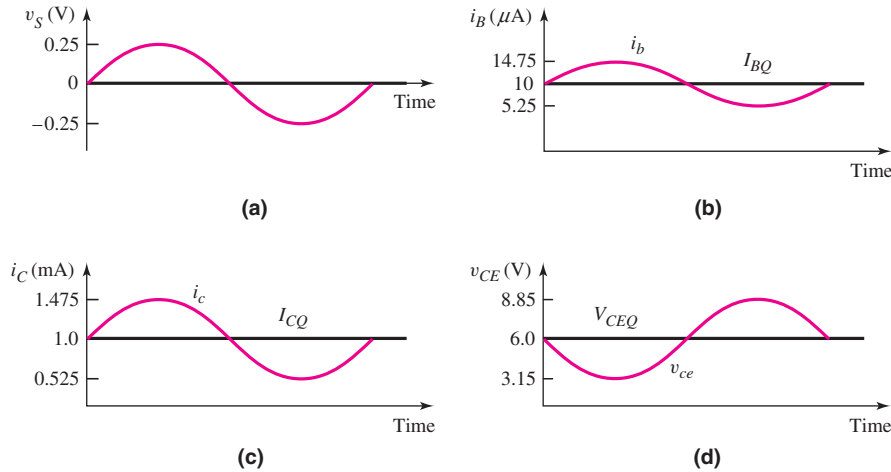 v_S (V)
0.25
0
Time
−0.25
(a)
i_B (μA)
i_b
I_BQ
14.75
10
5.25
Time
(b)
i_C (mA)
i_c
1.475
I_CQ
1.0
0.525
Time
(c)
v_CE (V)
8.85
V_CEQ
6.0
v_ce
3.15
Time
(d)